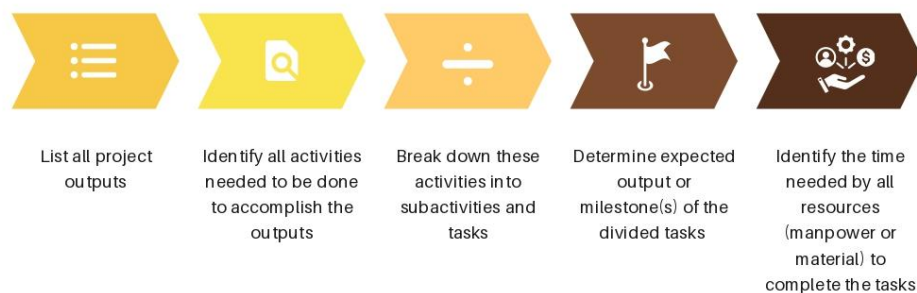 List all project
outputs
Identify all activities
needed to be done
to accomplish the
outputs
Break down these
activities into
subactivities and
tasks
Determine expected
output or
milestone(s) of the
divided tasks
Identify the time
needed by all
resources
(manpower or
material) to
complete the tasks